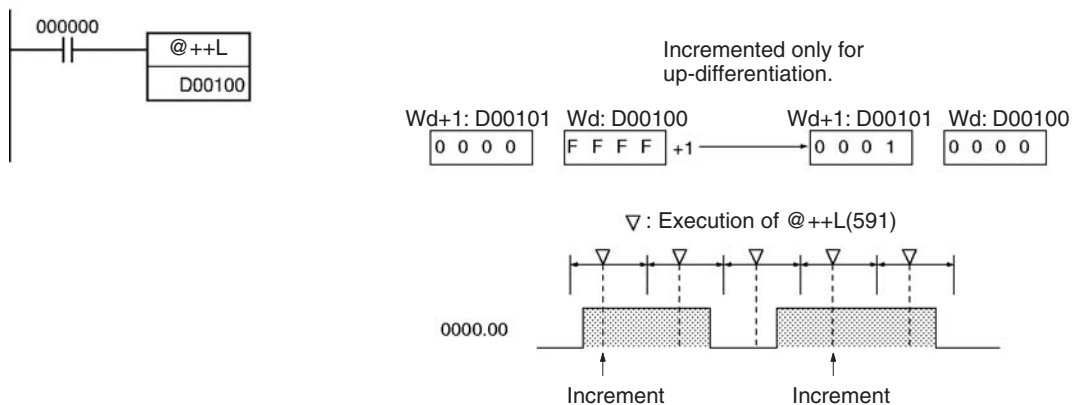 000000
@++L
D00100
Incremented only for
up-differentiation.
Wd+1: D00101 Wd: D00100 Wd+1: D00101 Wd: D00100
0 0 0 0 F F F F +1 0 0 0 1 0 0 0 0
▽ : Execution of @++L(591)
0000.00
Increment Increment